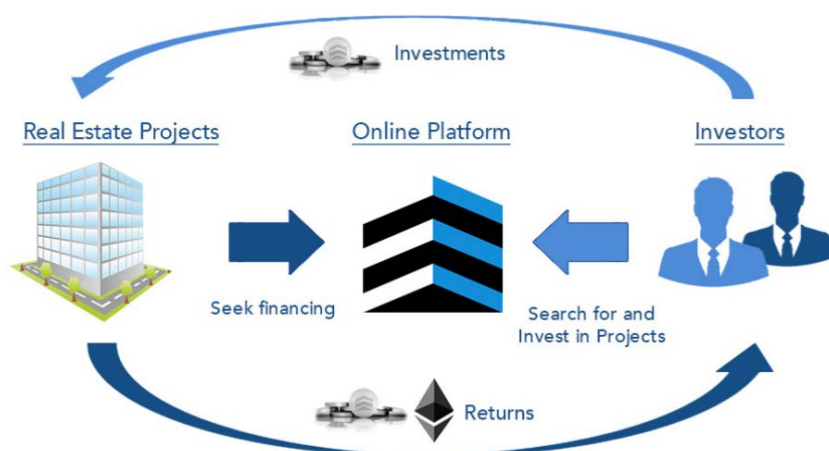 Investments
Real Estate Projects
Online Platform
Investors
Seek financing
Search for and
Invest in Projects
Returns